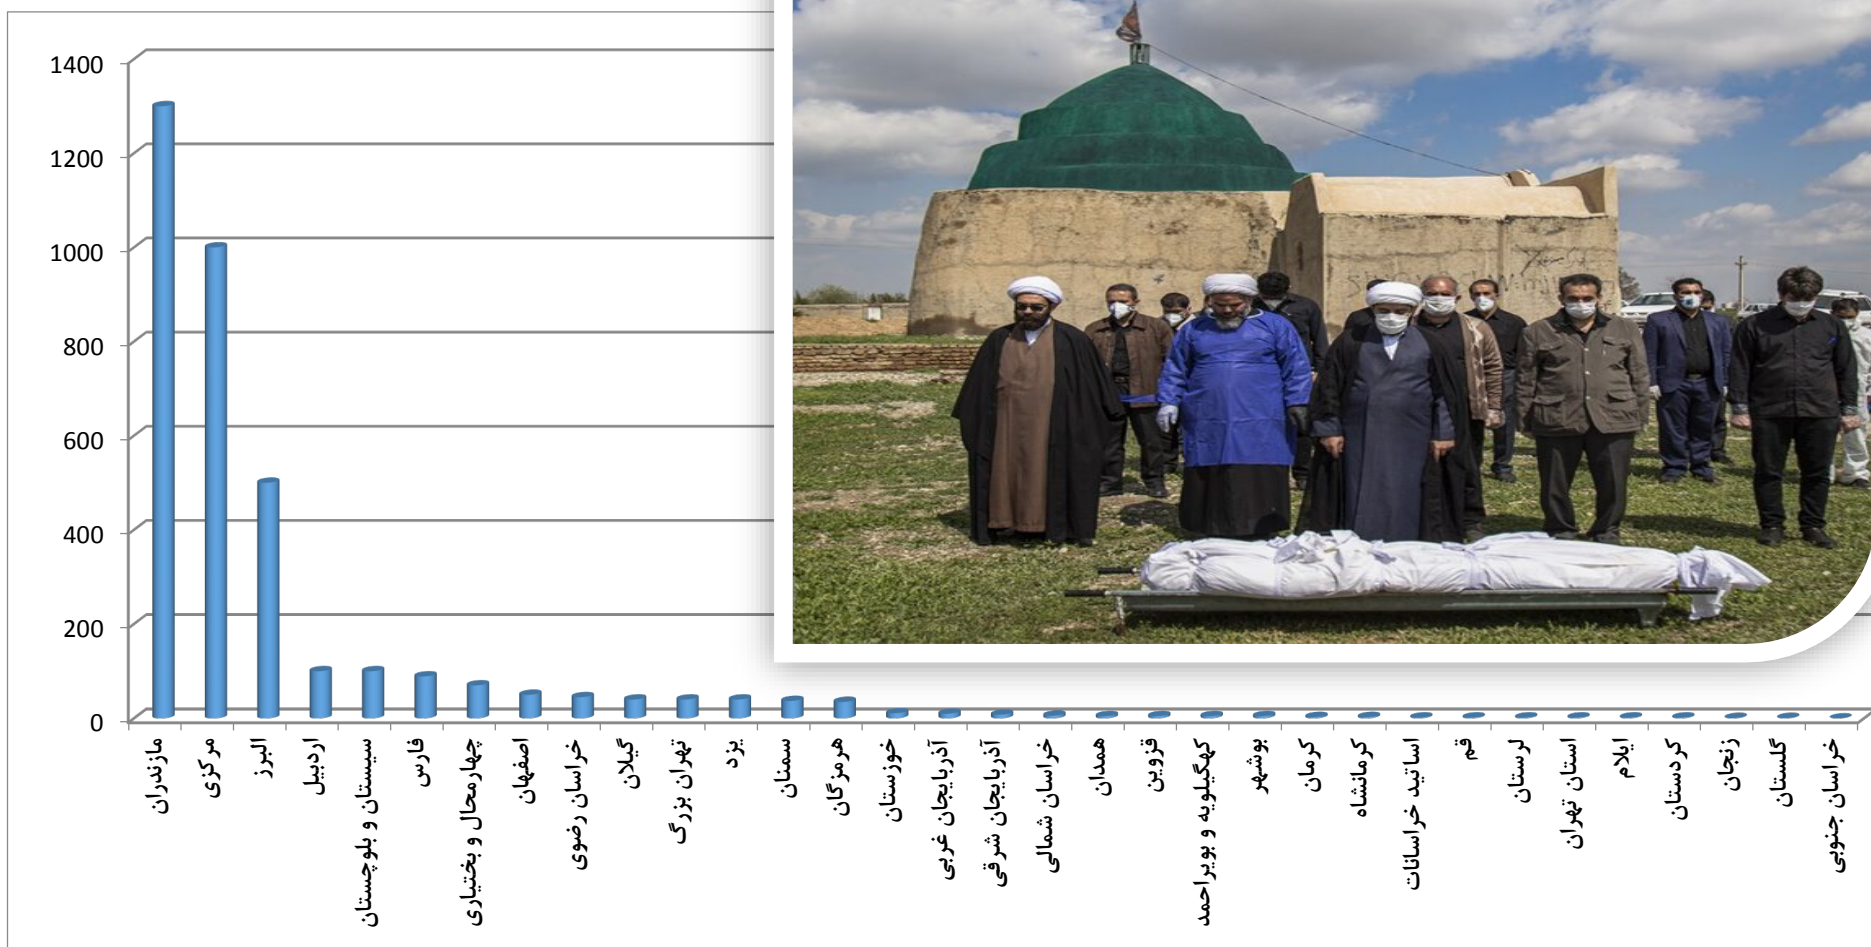 1400
1200
1000
800
600
400
200
0
مازندران
مرکزی
البرز
اردبیل
سیستان و بلوچستان
فارس
چهارمحال و بختیاری
اصفهان
خراسان رضوی
گیلان
تهران بزرگ
یزد
سمنان
هرمزگان
خوزستان
آذربایجان غربی
آذربایجان شرقی
خراسان شمالی
همدان
قزوین
کهگیلویه و بویراحمد
بوشهر
کرمان
کرمانشاه
اساتید خراسانات
قم
لرستان
استان تهران
ایلام
کردستان
زنجان
گلستان
خراسان جنوبی